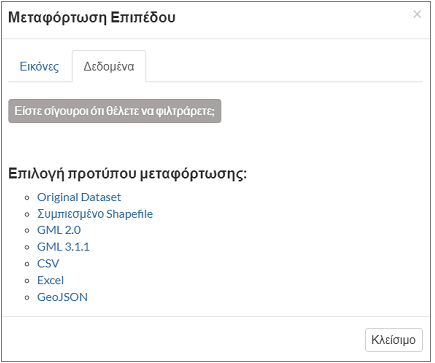 Μεταφόρτωση Επιπέδου
×
Εικόνες
Δεδομένα
Είστε σίγουροι ότι θέλετε να φιλτράρετε;
Επιλογή προτύπου μεταφόρτωσης:
Original Dataset
Συμπιεσμένο Shapefile
GML 2.0
GML 3.1.1
CSV
Excel
GeoJSON
Κλείσιμο